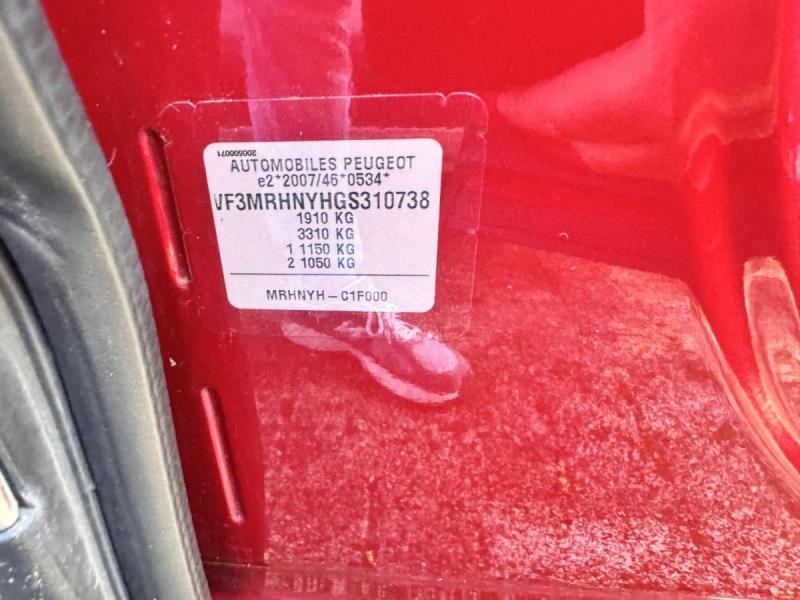 200500071
AUTOMOBILES PEUGEOT
e2*2007/46*0534*
VF3MRHNYHGS310738
1910 KG
3310 KG
1 1150 KG
2 1050 KG
MRHNYH - C1F000